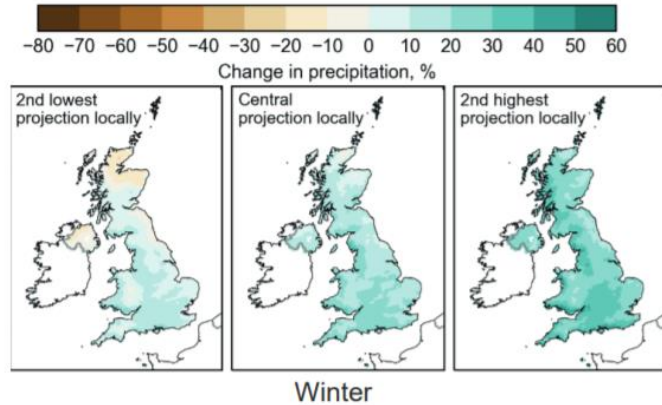 −80 −70 −60 −50 −40 −30 −20 −10 0 10 20 30 40 50 60
Change in precipitation, %
2nd lowest
projection locally
Central
projection locally
2nd highest
projection locally
Winter